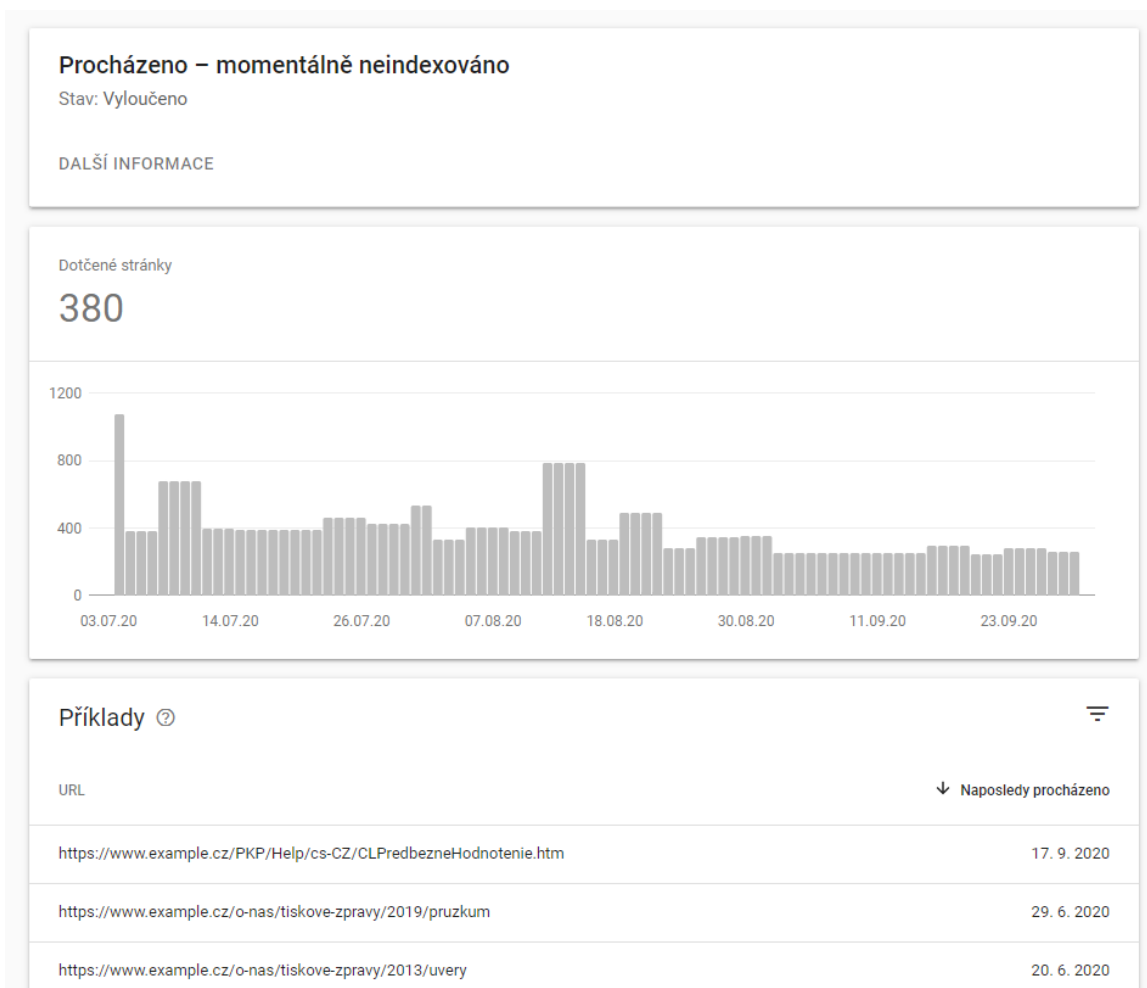 Procházeno – momentálně neindexováno
Stav: Vyloučeno
DALŠÍ INFORMACE
Dotčené stránky
380
1200
800
400
0
03.07.20 14.07.20 26.07.20 07.08.20 18.08.20 30.08.20 11.09.20 23.09.20
Příklady
URL Naposledy procházeno
https://www.example.cz/PKP/Help/cs-CZ/CLPredbezneHodnotenie.htm 17. 9. 2020
https://www.example.cz/o-nas/tiskove-zpravy/2019/pruzkum 29. 6. 2020
https://www.example.cz/o-nas/tiskove-zpravy/2013/uvery 20. 6. 2020